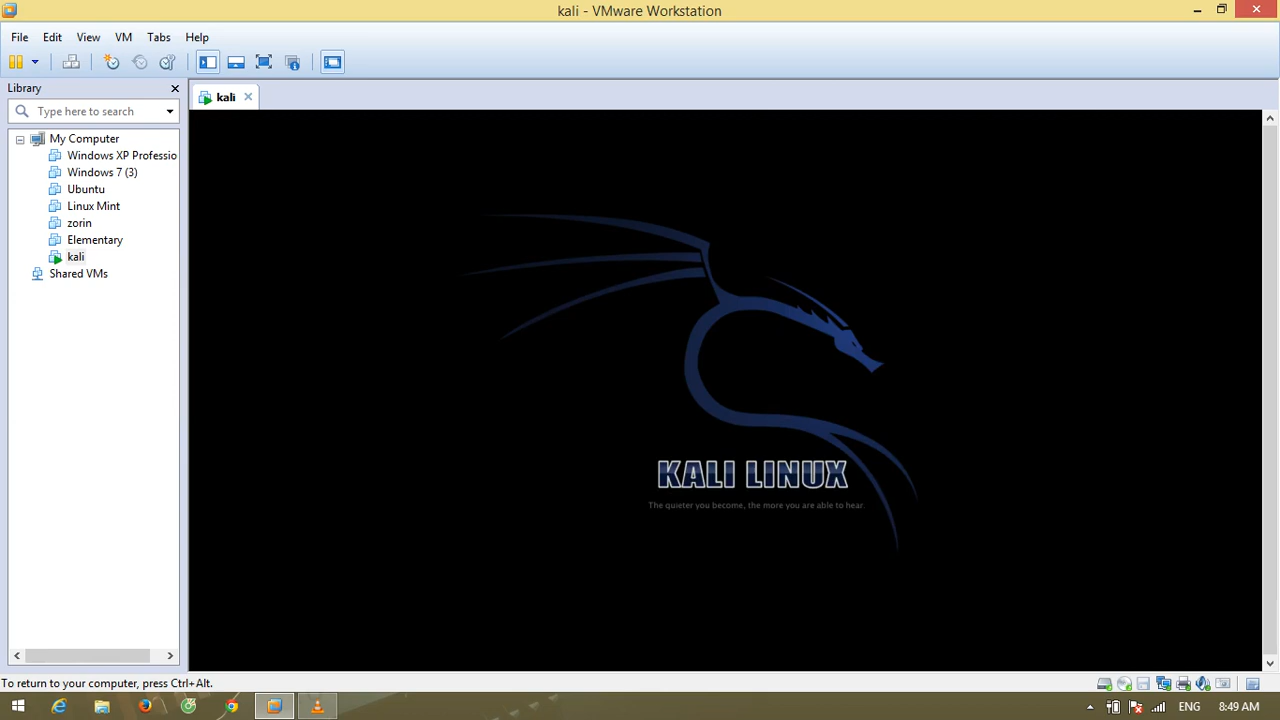 kali - VMware Workstation
File Edit View VM Tabs Help
Library
Type here to search
kali
My Computer
Windows XP Professio
Windows 7 (3)
Ubuntu
Linux Mint
zorin
Elementary
kali
Shared VMs
KALI LINUX
The quieter you become, the more you are able to hear.
To return to your computer, press Ctrl+Alt.
ENG 8:49 AM